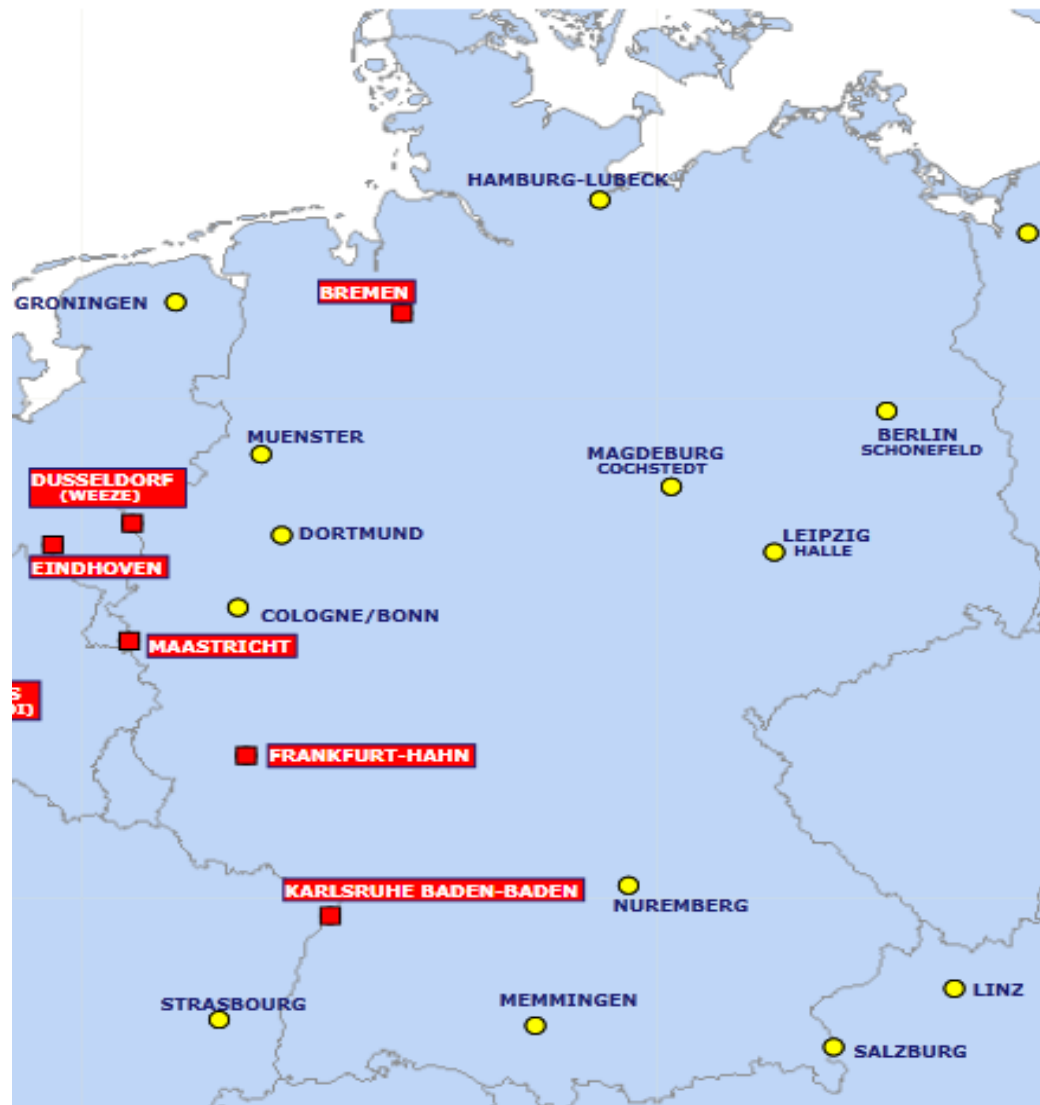 HAMBURG-LUBECK
BREMEN
GRONINGEN
MUENSTER
BERLIN
SCHONEFELD
MAGDEBURG
COCHSTEDT
DUSSELDORF
(WEEZE)
DORTMUND
LEIPZIG
HALLE
EINDHOVEN
COLOGNE/BONN
MAASTRICHT
S
OI)
FRANKFURT-HAHN
KARLSRUHE BADEN-BADEN
NUREMBERG
STRASBOURG
MEMMINGEN
LINZ
SALZBURG